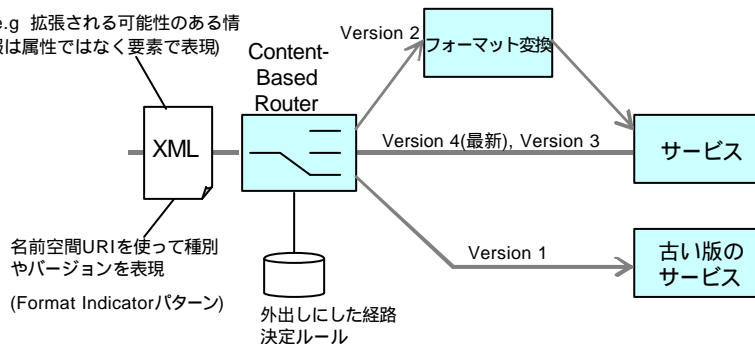 e.g 拡張される可能性のある情
報は属性ではなく要素で表現)
Content-
Based
Router
Version 2
フォーマット変換
XML
Version 4(最新), Version 3
サービス
名前空間URIを使って種別
やバージョンを表現
(Format Indicatorパターン)
Version 1
古い版の
サービス
外出しにした経路
決定ルール